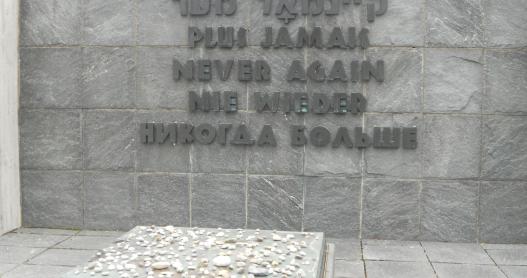 PLUS JAMAIS
NEVER AGAIN
NIE WIEDER
НИКОГДА БОЛЬШЕ